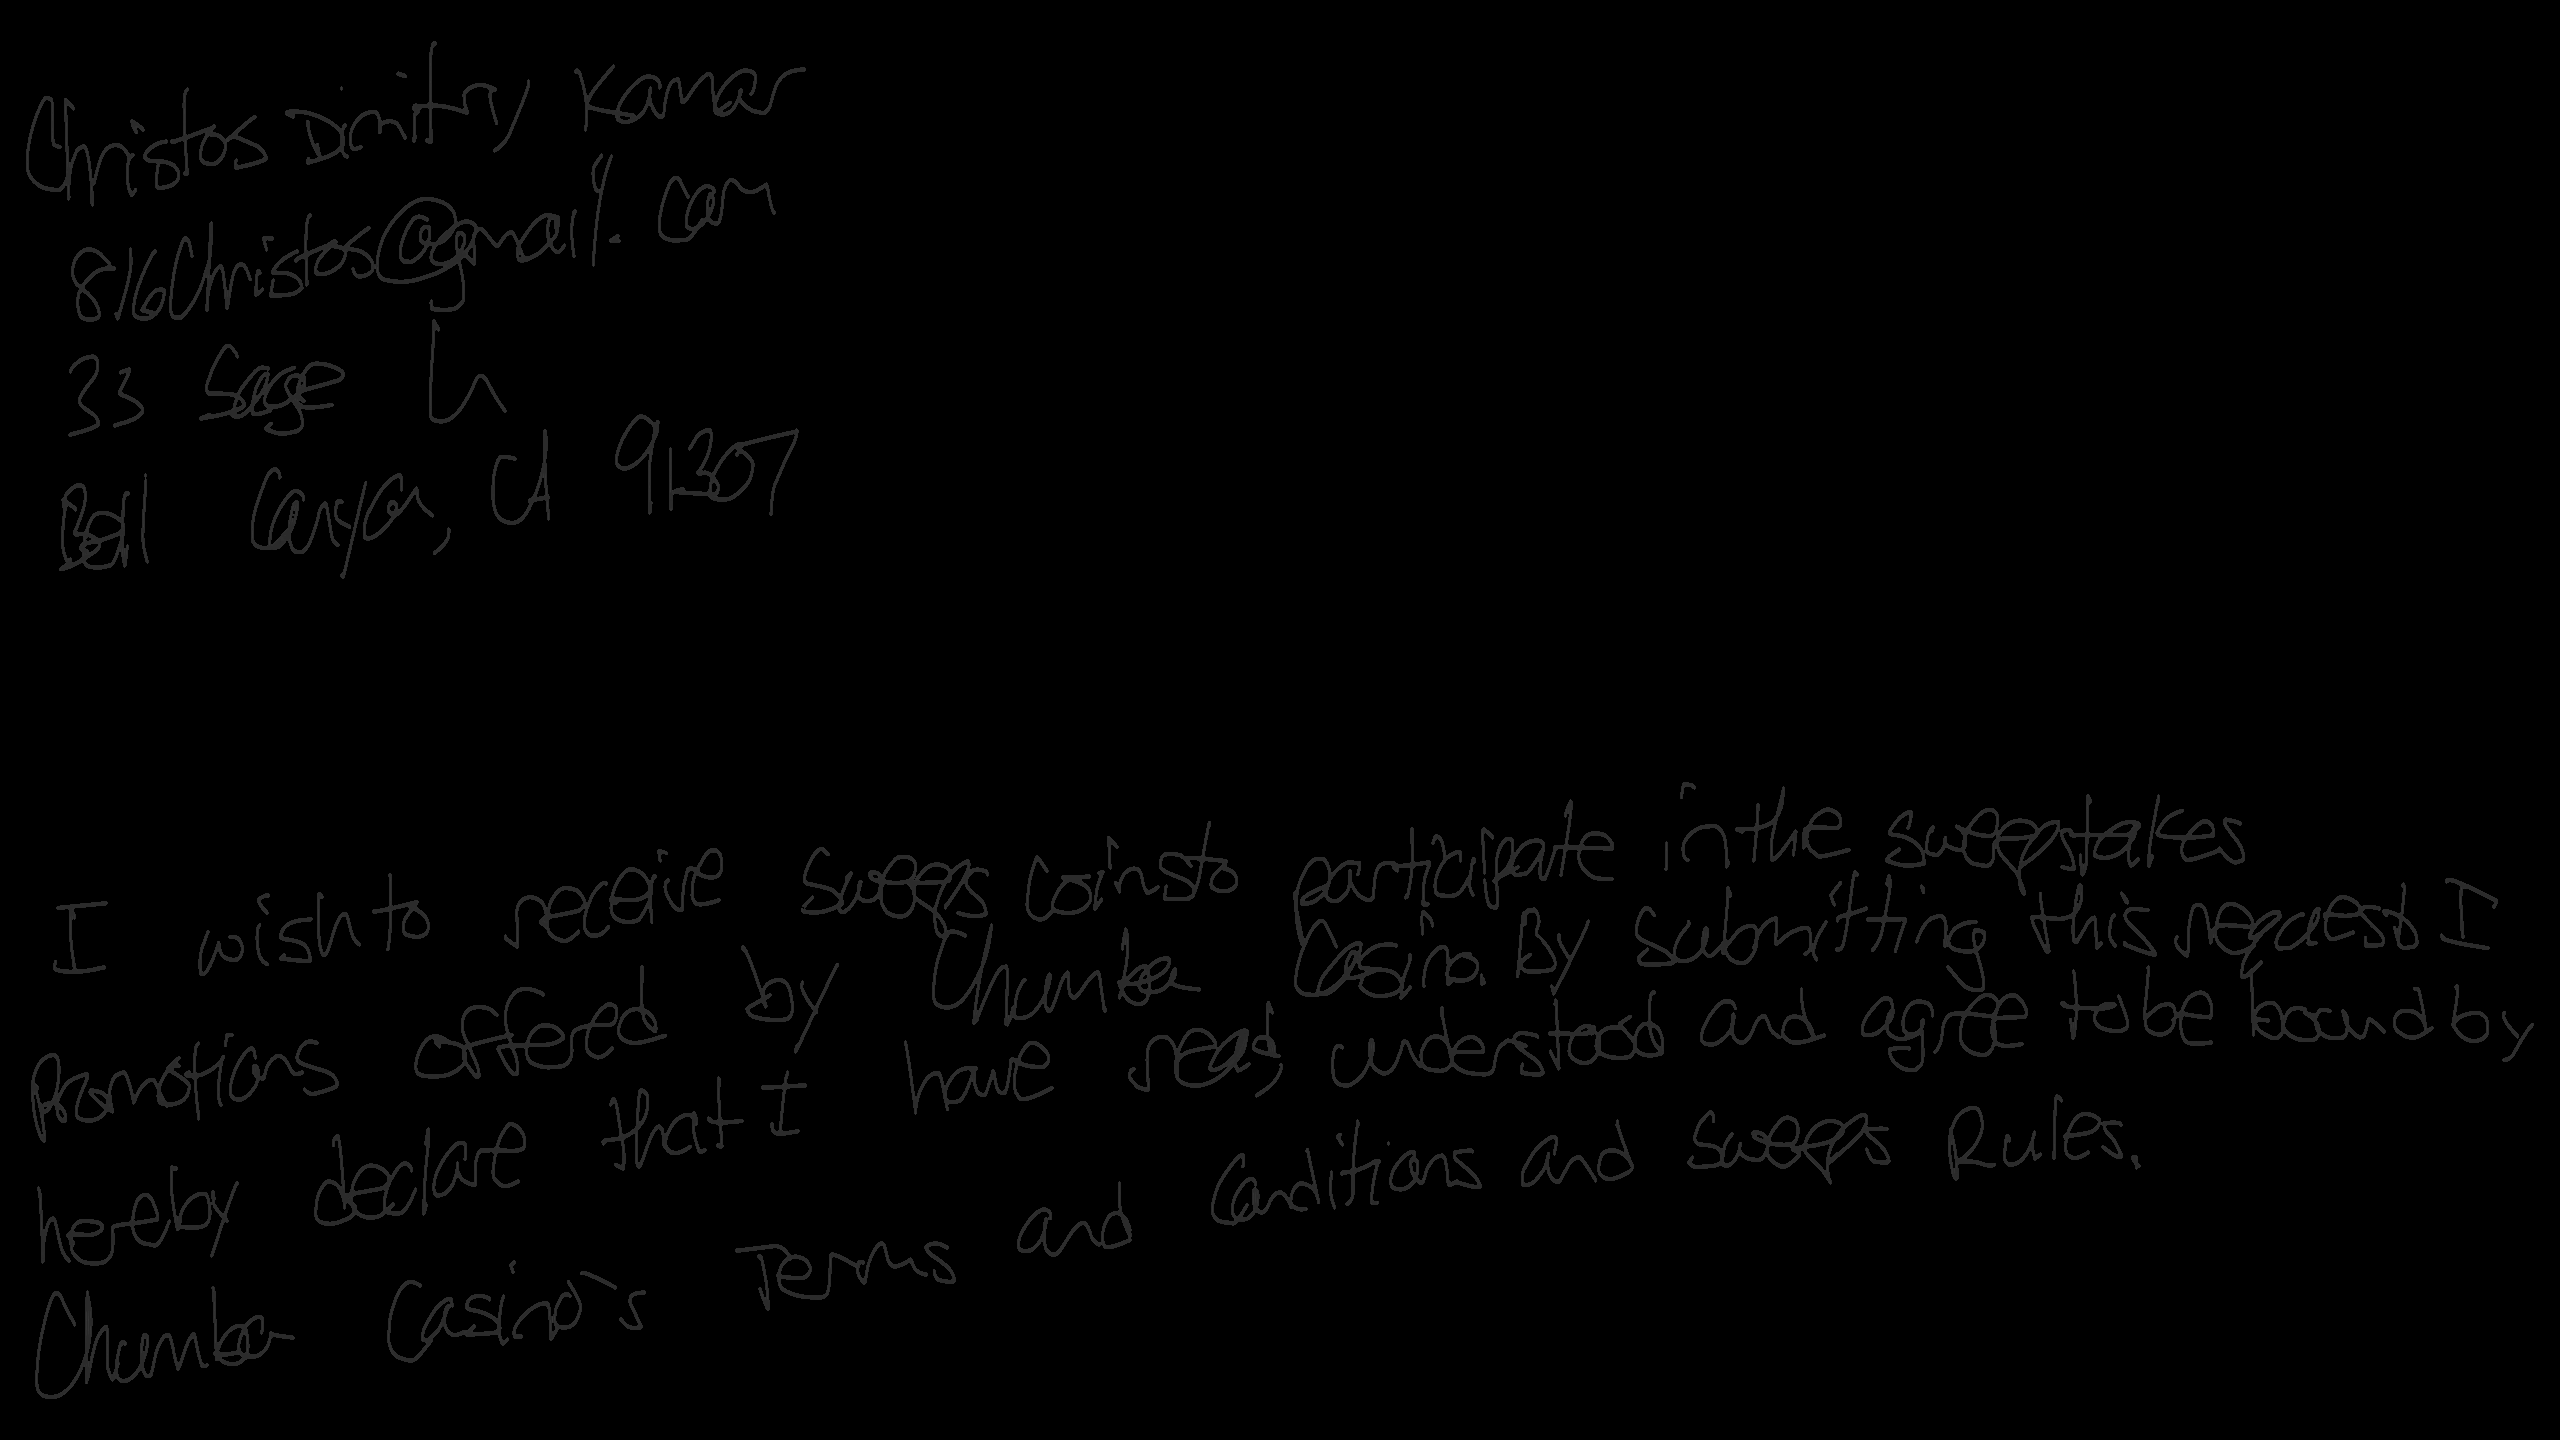 Christos Dimitry Kamar
816Christos@gmail.com
33 Sage Ln
Bell Canyon, CA 91307
I wish to receive sweeps coins to participate in the sweepstakes
promotions offered by Chumba Casino. By submitting this request I
hereby declare that I have read, understood and agree to be bound by
Chumba Casino's Terms and Conditions and Sweeps Rules.